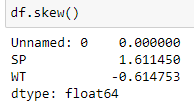 df.skew()
Unnamed: 0    0.000000
SP            1.611450
WT           -0.614753
dtype: float64